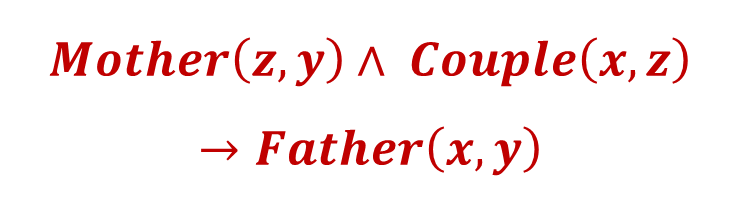 Mother(z, y) ∧ Couple(x, z)
→ Father(x, y)